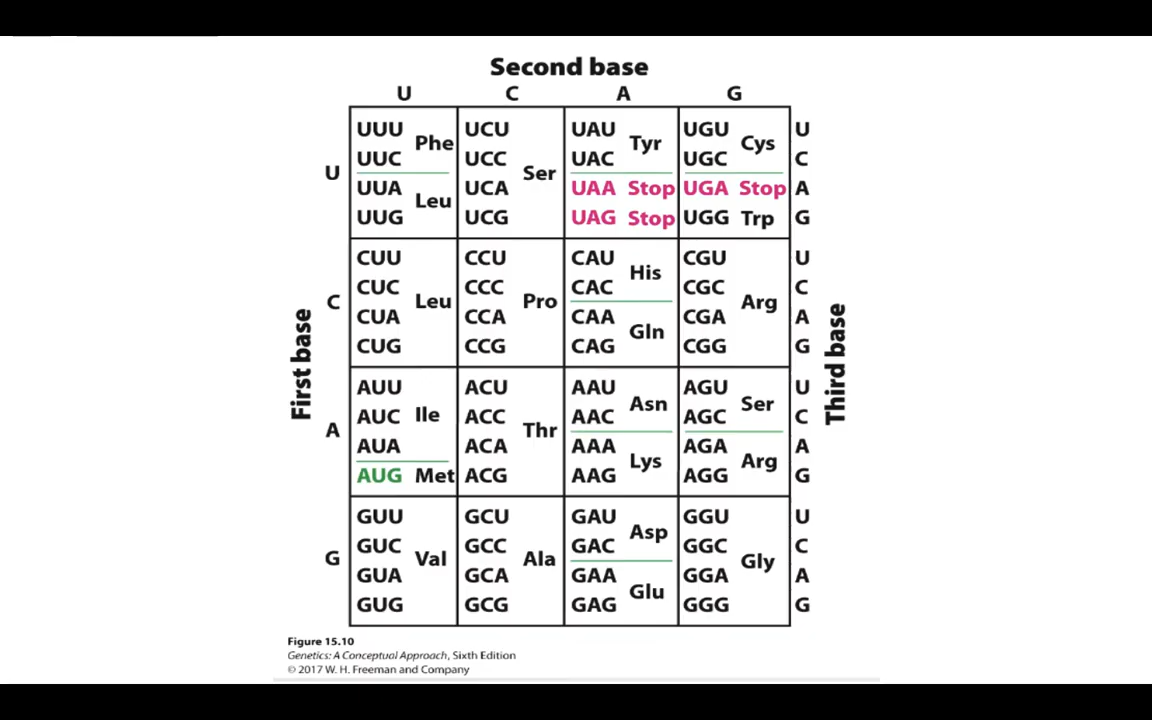 Second base
U C A G
UUU Phe UCU UAU Tyr UGU Cys U
UUC UCC UAC UGC C
U Ser
UUA Leu UCA UAA Stop UGA Stop A
UUG UCG UAG Stop UGG Trp G
CUU CCU CAU His CGU U
CUC CCC CAC CGC C
C Leu Pro Arg
CUA CCA CAA Gln CGA A
CUG CCG CAG CGG G
First base
Third base
AUU ACU AAU Asn AGU Ser U
AUC Ile ACC AAC AGC C
A Thr
AUA ACA AAA Lys AGA Arg A
AUG Met ACG AAG AGG G
GUU GCU GAU Asp GGU U
GUC GCC GAC GGC C
G Val Ala Gly
GUA GCA GAA Glu GGA A
GUG GCG GAG GGG G
Figure 15.10
Genetics: A Conceptual Approach, Sixth Edition
© 2017 W. H. Freeman and Company